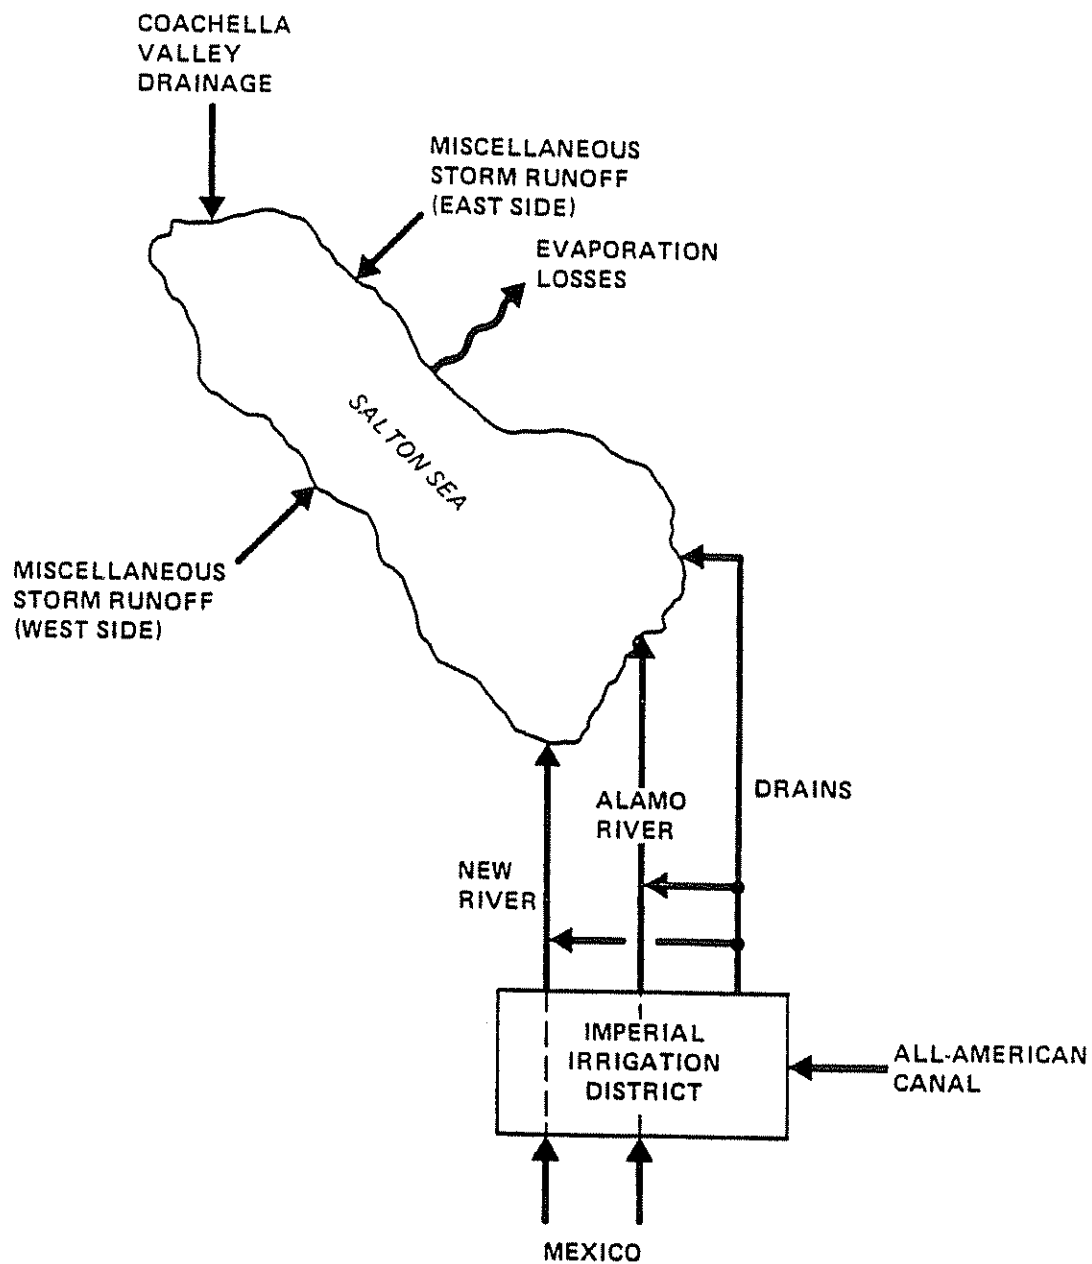 COACHELLA
VALLEY
DRAINAGE
MISCELLANEOUS
STORM RUNOFF
(EAST SIDE)
EVAPORATION
LOSSES
SALTON SEA
MISCELLANEOUS
STORM RUNOFF
(WEST SIDE)
DRAINS
ALAMO
RIVER
NEW
RIVER
IMPERIAL
IRRIGATION
DISTRICT
ALL-AMERICAN
CANAL
MEXICO